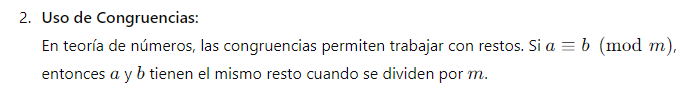 2. Uso de Congruencias:
En teoría de números, las congruencias permiten trabajar con restos. Si a ≡ b (mod m),
entonces a y b tienen el mismo resto cuando se dividen por m.